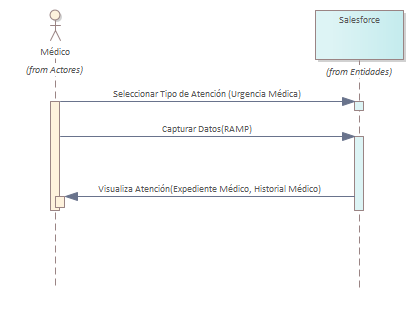 Salesforce
Médico
(from Actores)
(from Entidades)
Seleccionar Tipo de Atención (Urgencia Médica)
Capturar Datos(RAMP)
Visualiza Atención(Expediente Médico, Historial Médico)